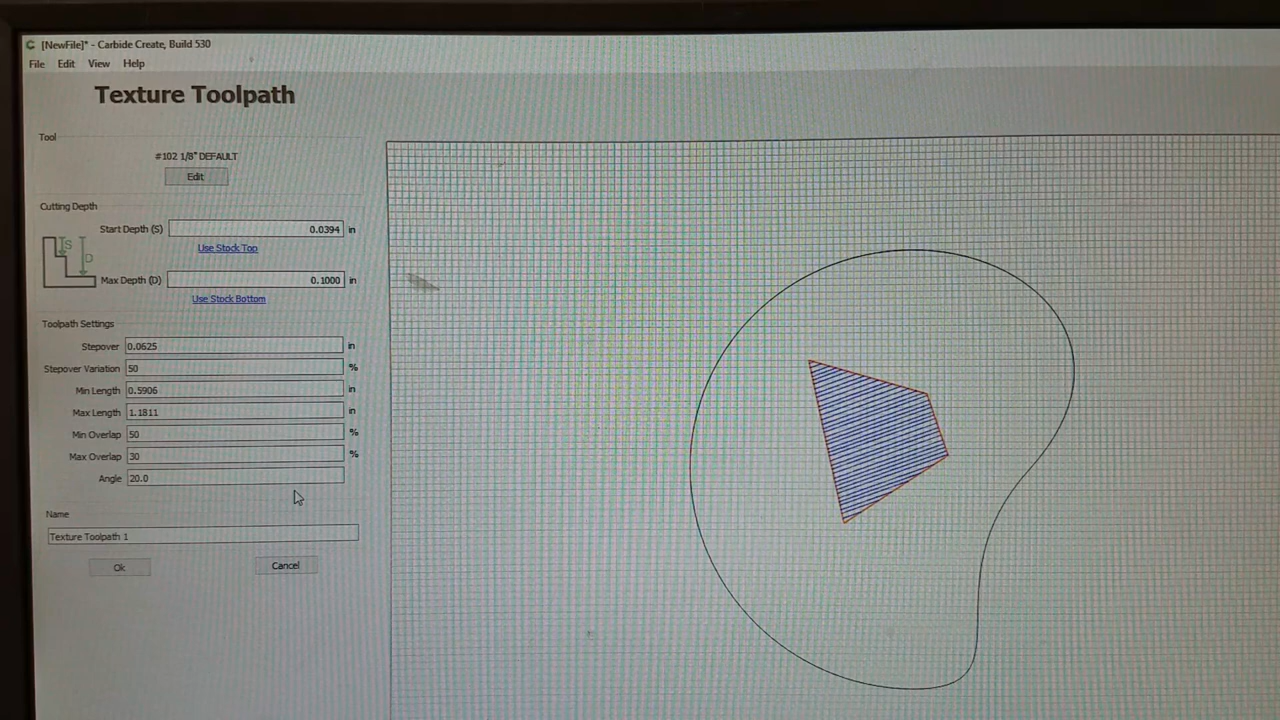 [NewFile]* - Carbide Create, Build 530
File Edit View Help
Texture Toolpath
Tool
#102 1/8" DEFAULT
Edit
Cutting Depth
S
D
Start Depth (S) 0.0394 in
Use Stock Top
Max Depth (D) 0.1000 in
Use Stock Bottom
Toolpath Settings
Stepover 0.0625 in
Stepover Variation 50 %
Min Length 0.5906 in
Max Length 1.1811 in
Min Overlap 50 %
Max Overlap 30 %
Angle 20.0
Name
Texture Toolpath 1
Ok Cancel